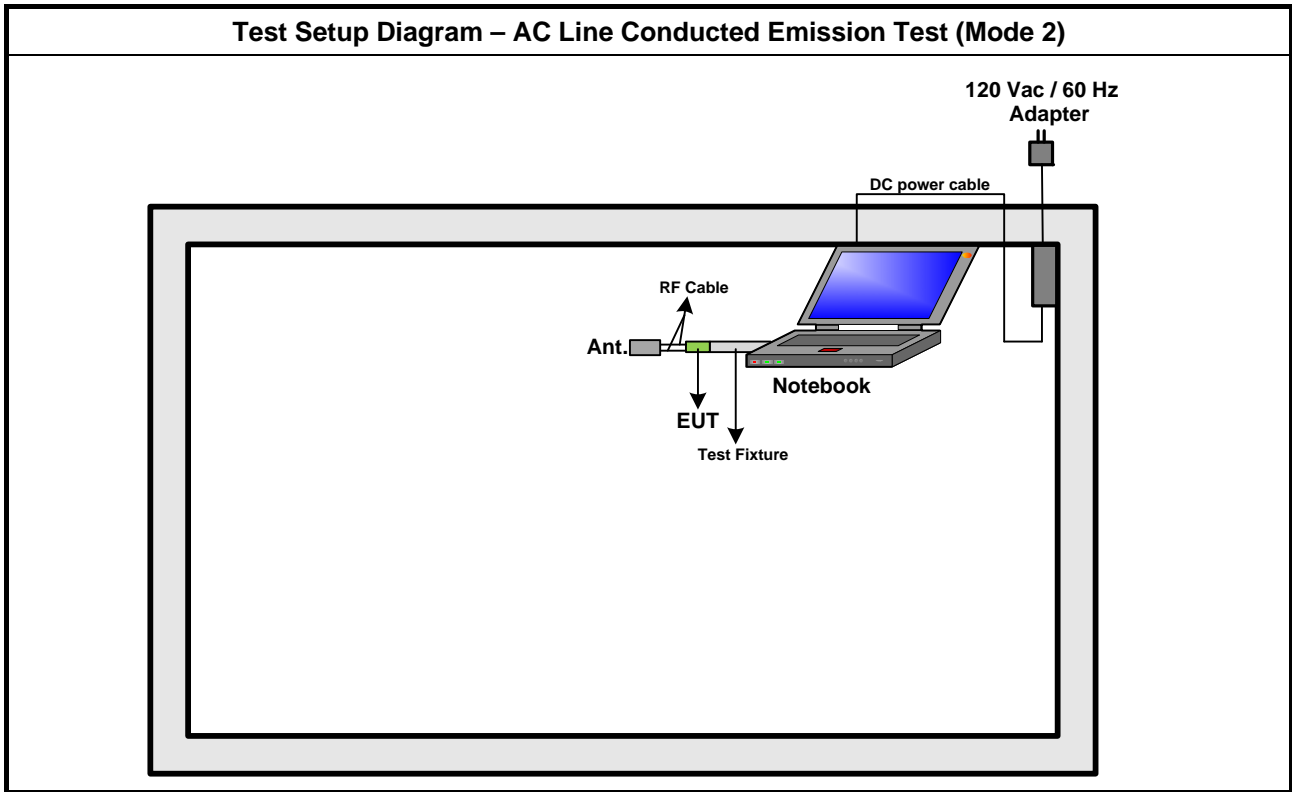 Test Setup Diagram – AC Line Conducted Emission Test (Mode 2)
120 Vac / 60 Hz
Adapter
DC power cable
RF Cable
Ant.
Notebook
EUT
Test Fixture